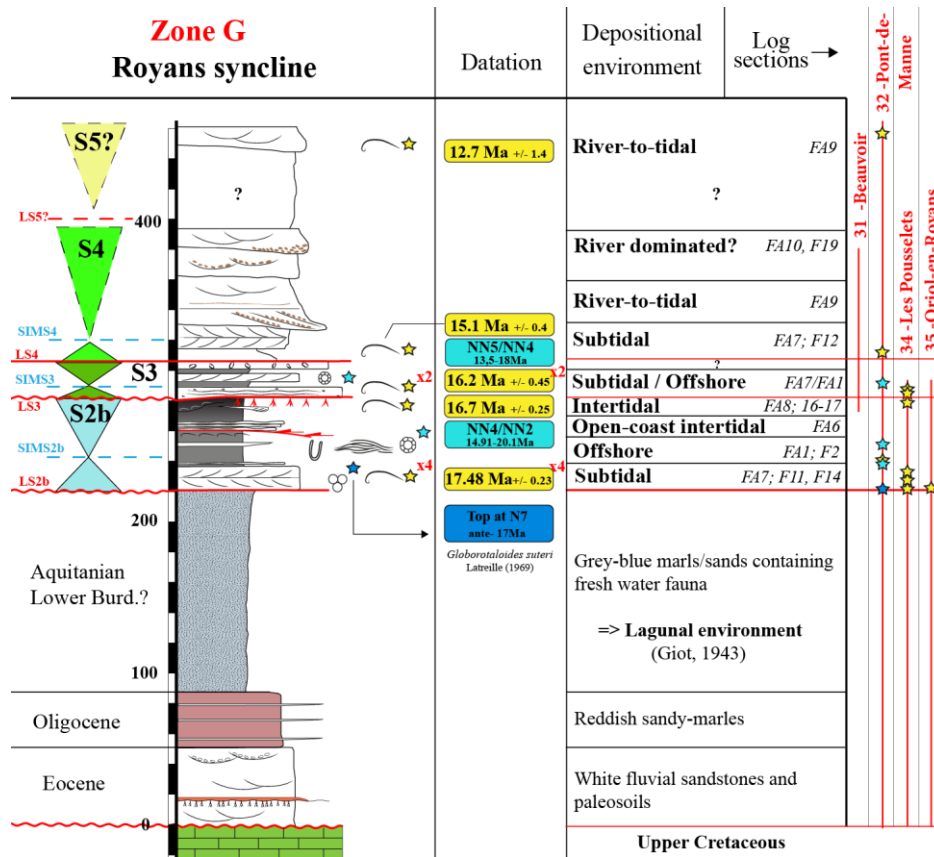 Zone G
Royans syncline
Datation
Depositional
environment
Log
sections
32 -Pont-de-
Manne
31 -Beauvoir
34 -Les Pousselets
35 -Oriol-en-Royans
S5?
LS5?
S4
SIMS4
LS4
S3
SIMS3
LS3
S2b
SIMS2b
LS2b
400
300
200
100
0
?
12.7 Ma +/- 1.4
River-to-tidal
FA9
?
River dominated?
FA10, F19
River-to-tidal
FA9
15.1 Ma +/- 0.4
Subtidal
FA7; F12
NN5/NN4
13,5-18Ma
?
x2
16.2 Ma +/- 0.45
x2
Subtidal / Offshore
FA7/FA1
16.7 Ma +/- 0.25
Intertidal
FA8; 16-17
NN4/NN2
14.91-20.1Ma
Open-coast intertidal
FA6
Offshore
FA1; F2
x4
17.48 Ma+/- 0.23
x4
Subtidal
FA7; F11, F14
Top at N7
ante- 17Ma
Globorotaloides suteri
Latreille (1969)
Aquitanian
Lower Burd.?
Grey-blue marls/sands containing
fresh water fauna
=> Lagunal environment
(Giot, 1943)
Oligocene
Reddish sandy-marles
Eocene
White fluvial sandstones and
paleosoils
Upper Cretaceous